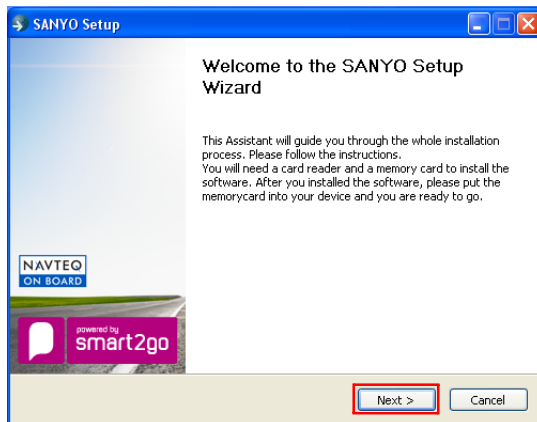 SANYO Setup
Welcome to the SANYO Setup
Wizard
This Assistant will guide you through the whole installation
process. Please follow the instructions.
You will need a card reader and a memory card to install the
software. After you installed the software, please put the
memorycard into your device and you are ready to go.
NAVTEQ
ON BOARD
powered by
smart2go
Next >
Cancel